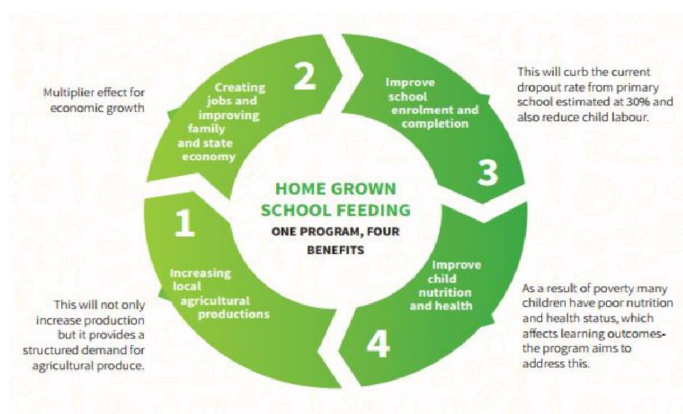 HOME GROWN
SCHOOL FEEDING
ONE PROGRAM, FOUR
BENEFITS
1
Increasing
local
agricultural
productions
This will not only
increase production
but it provides a
structured demand for
agricultural produce.
2
Creating
jobs and
improving
family
and state
economy
Multiplier effect for
economic growth
3
Improve
school
enrolment and
completion
This will curb the current
dropout rate from primary
school estimated at 30% and
also reduce child labour.
4
Improve
child
nutrition
and health
As a result of poverty many
children have poor nutrition
and health status, which
affects learning outcomes-
the program aims to
address this.